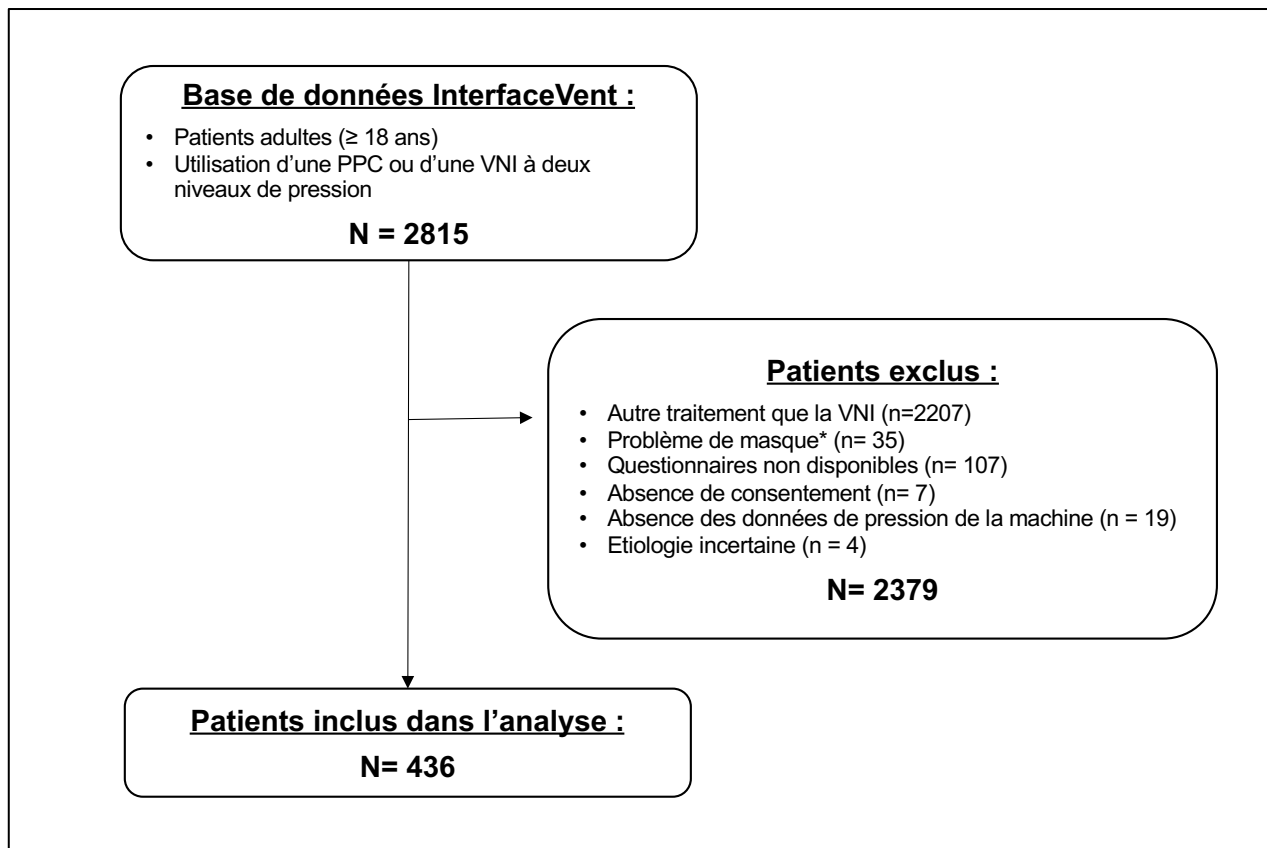 Base de données InterfaceVent :
• Patients adultes (≥ 18 ans)
• Utilisation d’une PPC ou d’une VNI à deux
niveaux de pression
N = 2815
Patients exclus :
• Autre traitement que la VNI (n=2207)
• Problème de masque* (n= 35)
• Questionnaires non disponibles (n= 107)
• Absence de consentement (n= 7)
• Absence des données de pression de la machine (n = 19)
• Etiologie incertaine (n = 4)
N= 2379
Patients inclus dans l’analyse :
N= 436